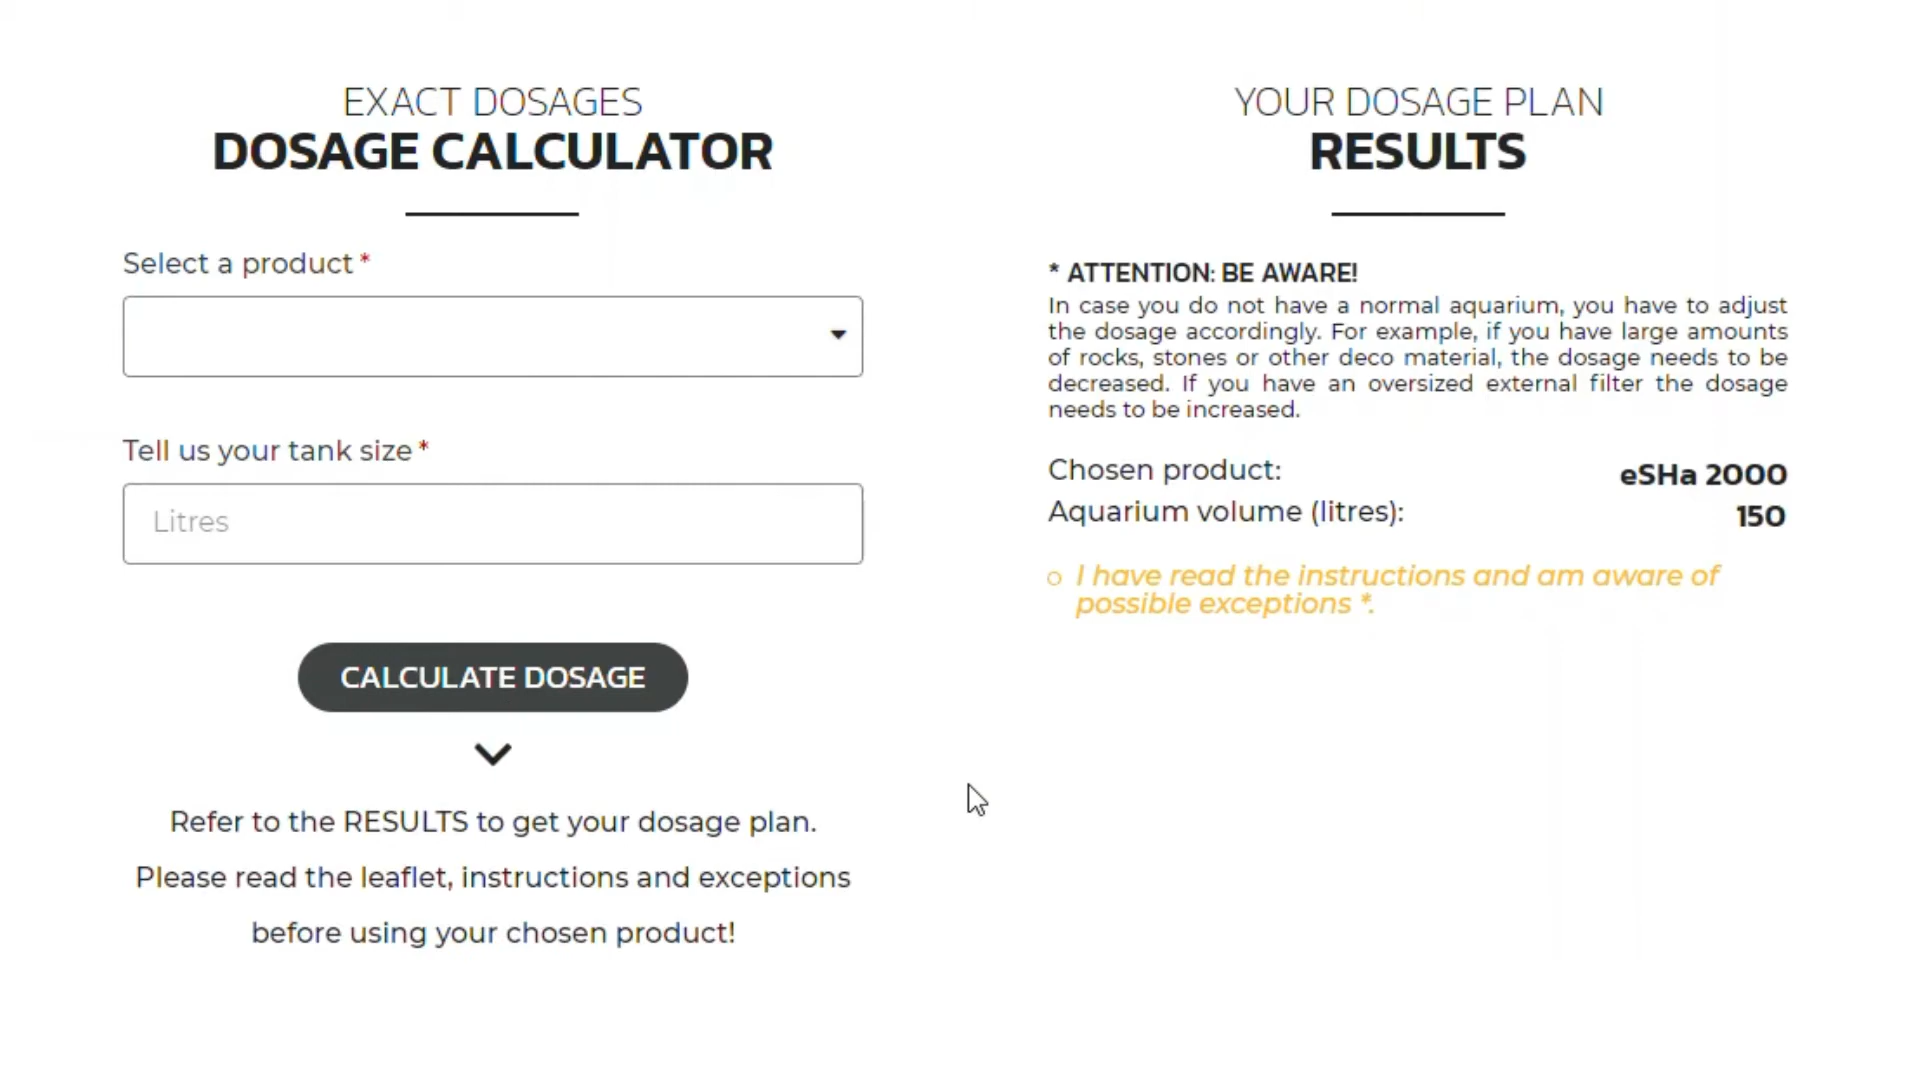 EXACT DOSAGES
DOSAGE CALCULATOR
Select a product *
Tell us your tank size *
Litres
CALCULATE DOSAGE
Refer to the RESULTS to get your dosage plan.
Please read the leaflet, instructions and exceptions
before using your chosen product!
YOUR DOSAGE PLAN
RESULTS
* ATTENTION: BE AWARE!
In case you do not have a normal aquarium, you have to adjust
the dosage accordingly. For example, if you have large amounts
of rocks, stones or other deco material, the dosage needs to be
decreased. If you have an oversized external filter the dosage
needs to be increased.
Chosen product: eSHa 2000
Aquarium volume (litres): 150
I have read the instructions and am aware of
possible exceptions *.